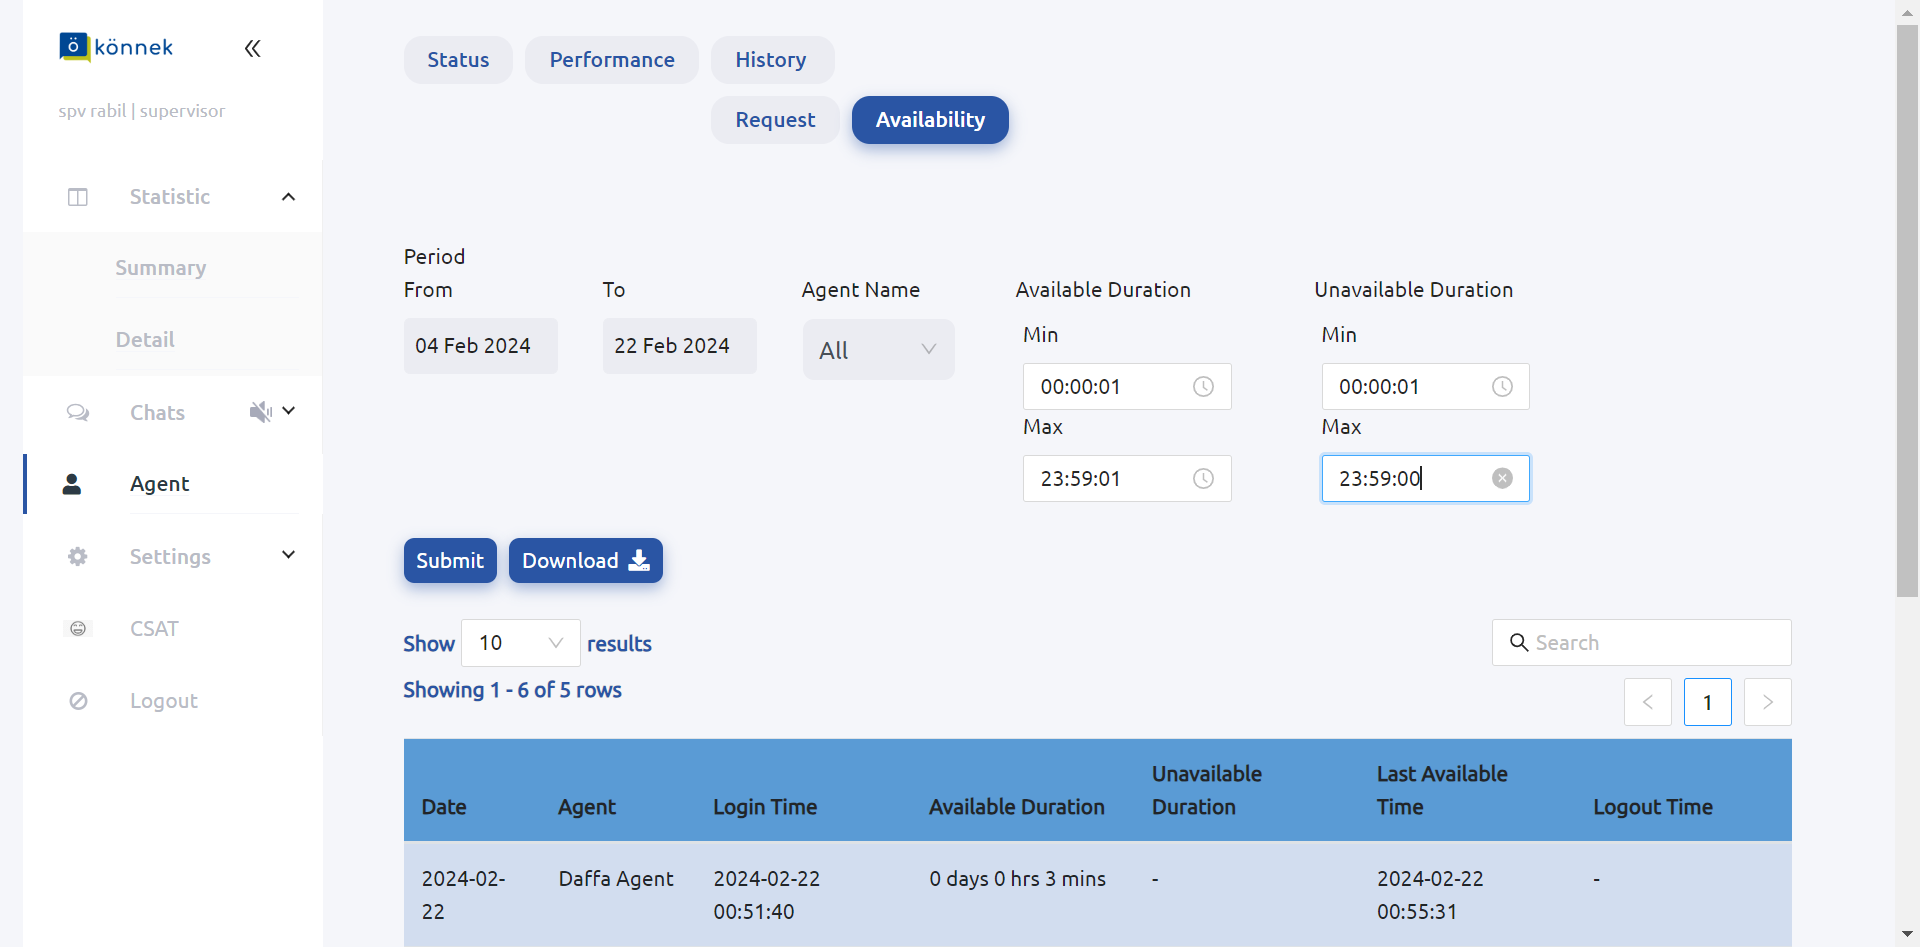 ö könnek
spv rabil | supervisor
Statistic
Summary
Detail
Chats
Agent
Settings
CSAT
Logout
Status Performance History
Request Availability
Period
From To Agent Name Available Duration Unavailable Duration
Min Min
04 Feb 2024 22 Feb 2024 All
00:00:01 00:00:01
Max Max
23:59:01 23:59:00
Submit Download
Show 10 results Search
Showing 1 - 6 of 5 rows
< 1 >
Unavailable Last Available
Date Agent Login Time Available Duration Duration Time Logout Time
2024-02- Daffa Agent 2024-02-22 0 days 0 hrs 3 mins - 2024-02-22 -
22 00:51:40 00:55:31